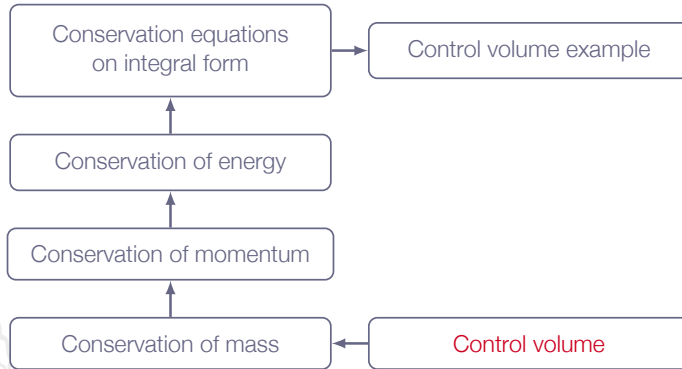 Conservation equations
on integral form
Control volume example
Conservation of energy
Conservation of momentum
Conservation of mass
Control volume